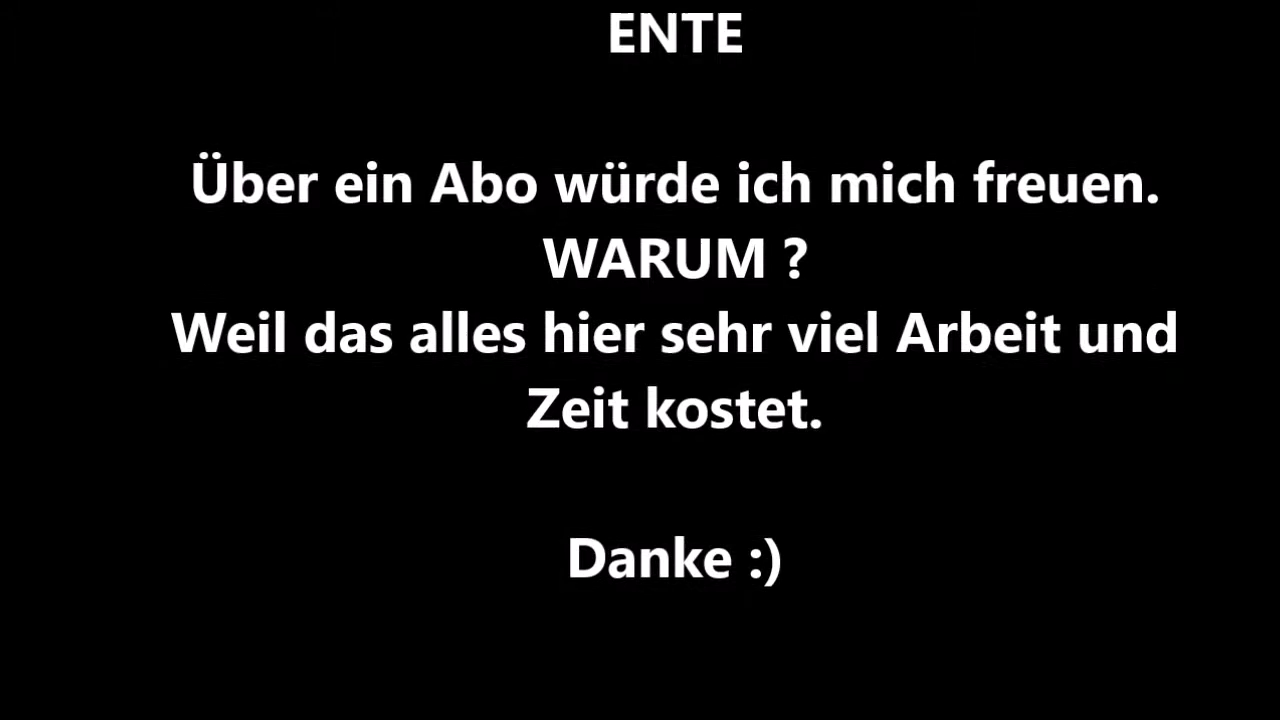 ENTE
Über ein Abo würde ich mich freuen.
WARUM ?
Weil das alles hier sehr viel Arbeit und
Zeit kostet.
Danke :)